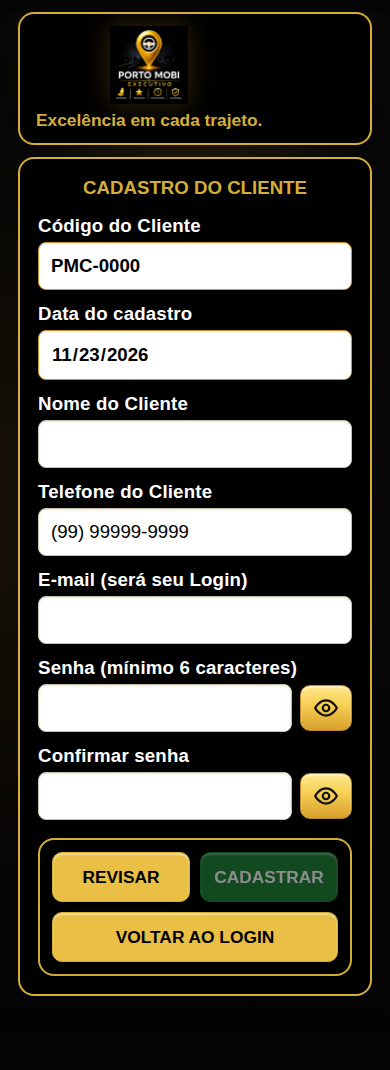 PORTO MOBI
EXECUTIVO
Excelência em cada trajeto.
CADASTRO DO CLIENTE
Código do Cliente
PMC-0000
Data do cadastro
11/23/2026
Nome do Cliente
Telefone do Cliente
(99) 99999-9999
E-mail (será seu Login)
Senha (mínimo 6 caracteres)
Confirmar senha
REVISAR
CADASTRAR
VOLTAR AO LOGIN